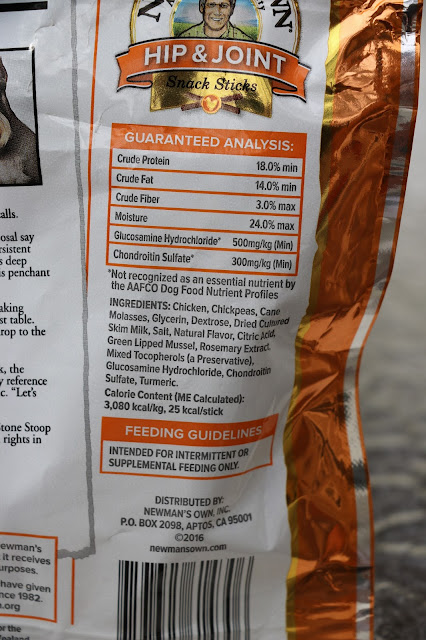 OWN
HIP & JOINT
Snack Sticks
GUARANTEED ANALYSIS:
Crude Protein 18.0% min
Crude Fat 14.0% min
Crude Fiber 3.0% max
Moisture 24.0% max
Glucosamine Hydrochloride* 500mg/kg (Min)
Chondroitin Sulfate* 300mg/kg (Min)
*Not recognized as an essential nutrient by
the AAFCO Dog Food Nutrient Profiles
INGREDIENTS: Chicken, Chickpeas, Cane
Molasses, Glycerin, Dextrose, Dried Cultured
Skim Milk, Salt, Natural Flavor, Citric Acid,
Green Lipped Mussel, Rosemary Extract,
Mixed Tocopherols (a Preservative),
Glucosamine Hydrochloride, Chondroitin
Sulfate, Turmeric.
Calorie Content (ME Calculated):
3,080 kcal/kg, 25 kcal/stick
FEEDING GUIDELINES
INTENDED FOR INTERMITTENT OR
SUPPLEMENTAL FEEDING ONLY.
DISTRIBUTED BY:
NEWMAN'S OWN, INC.
P.O. BOX 2098, APTOS, CA 95001
©2016
newmansown.com
alls.
osal say
rsistent
s deep
is penchant
aking
st table.
rop to the
k, the
y reference
c. "Let's
Stone Stoop
rights in
ewman's
it receives
urposes.
have given
nce 1982.
n.org
or the
ealand